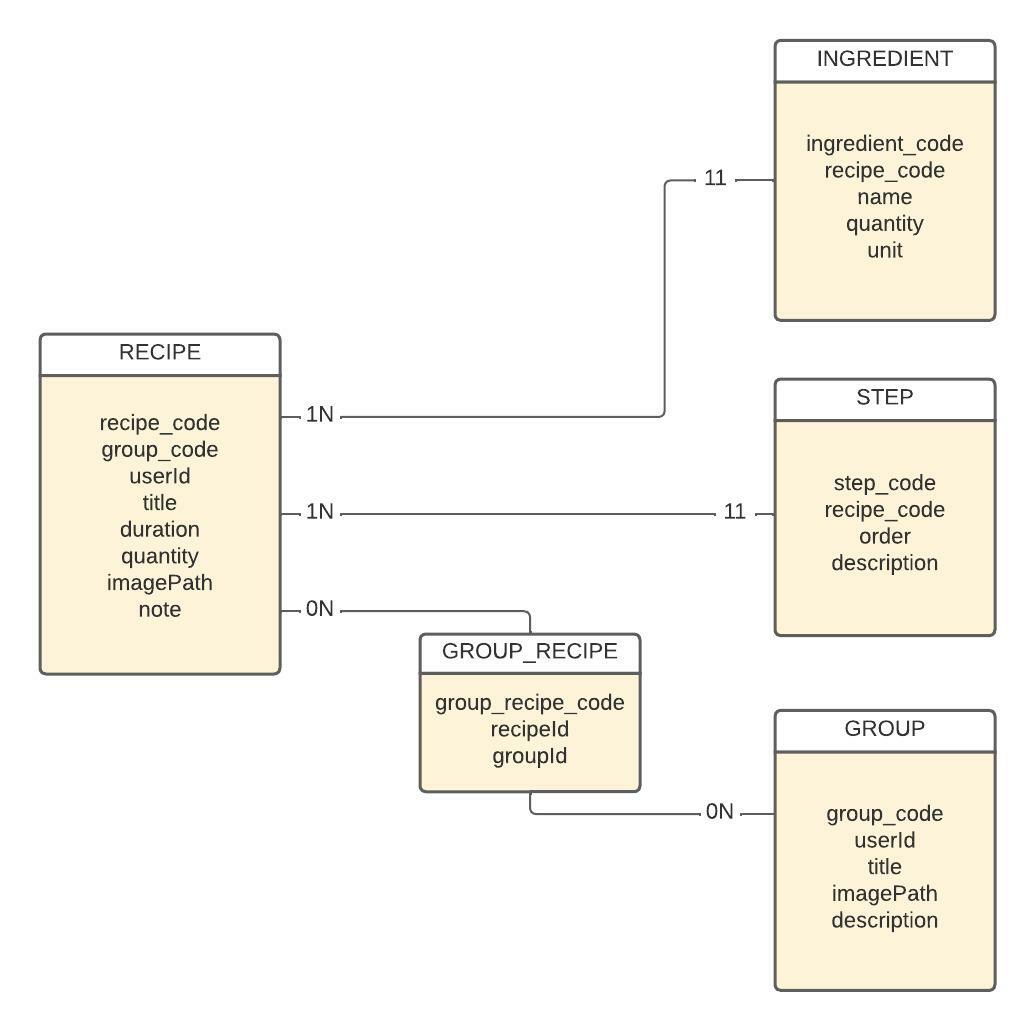 INGREDIENT
ingredient_code
recipe_code
name
quantity
unit
11
RECIPE
recipe_code
group_code
userId
title
duration
quantity
imagePath
note
1N
1N
0N
STEP
step_code
recipe_code
order
description
11
GROUP_RECIPE
group_recipe_code
recipeId
groupId
0N
GROUP
group_code
userId
title
imagePath
description